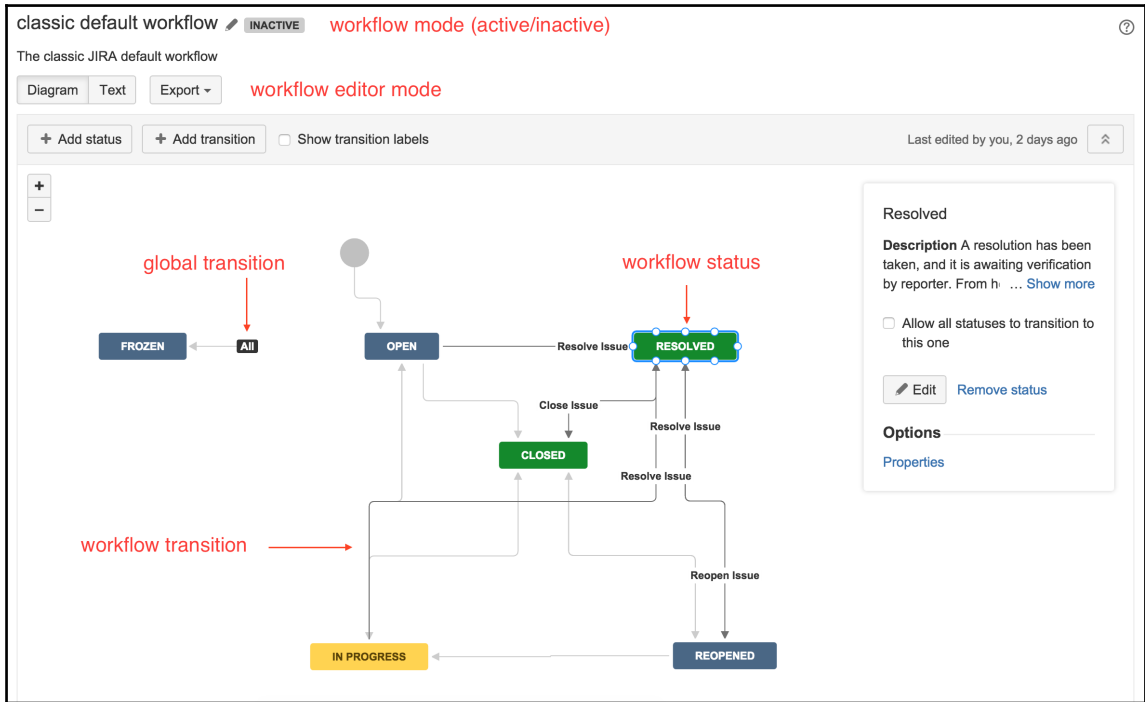 classic default workflow INACTIVE workflow mode (active/inactive)
The classic JIRA default workflow
Diagram Text Export workflow editor mode
+ Add status + Add transition Show transition labels Last edited by you, 2 days ago
+
−
Resolved
Description A resolution has been
taken, and it is awaiting verification
by reporter. From h ... Show more
Allow all statuses to transition to
this one
Edit Remove status
Options
Properties
global transition
workflow status
FROZEN
All
OPEN
Resolve Issue
RESOLVED
Close Issue
Resolve Issue
CLOSED
Resolve Issue
workflow transition
Reopen Issue
IN PROGRESS
REOPENED